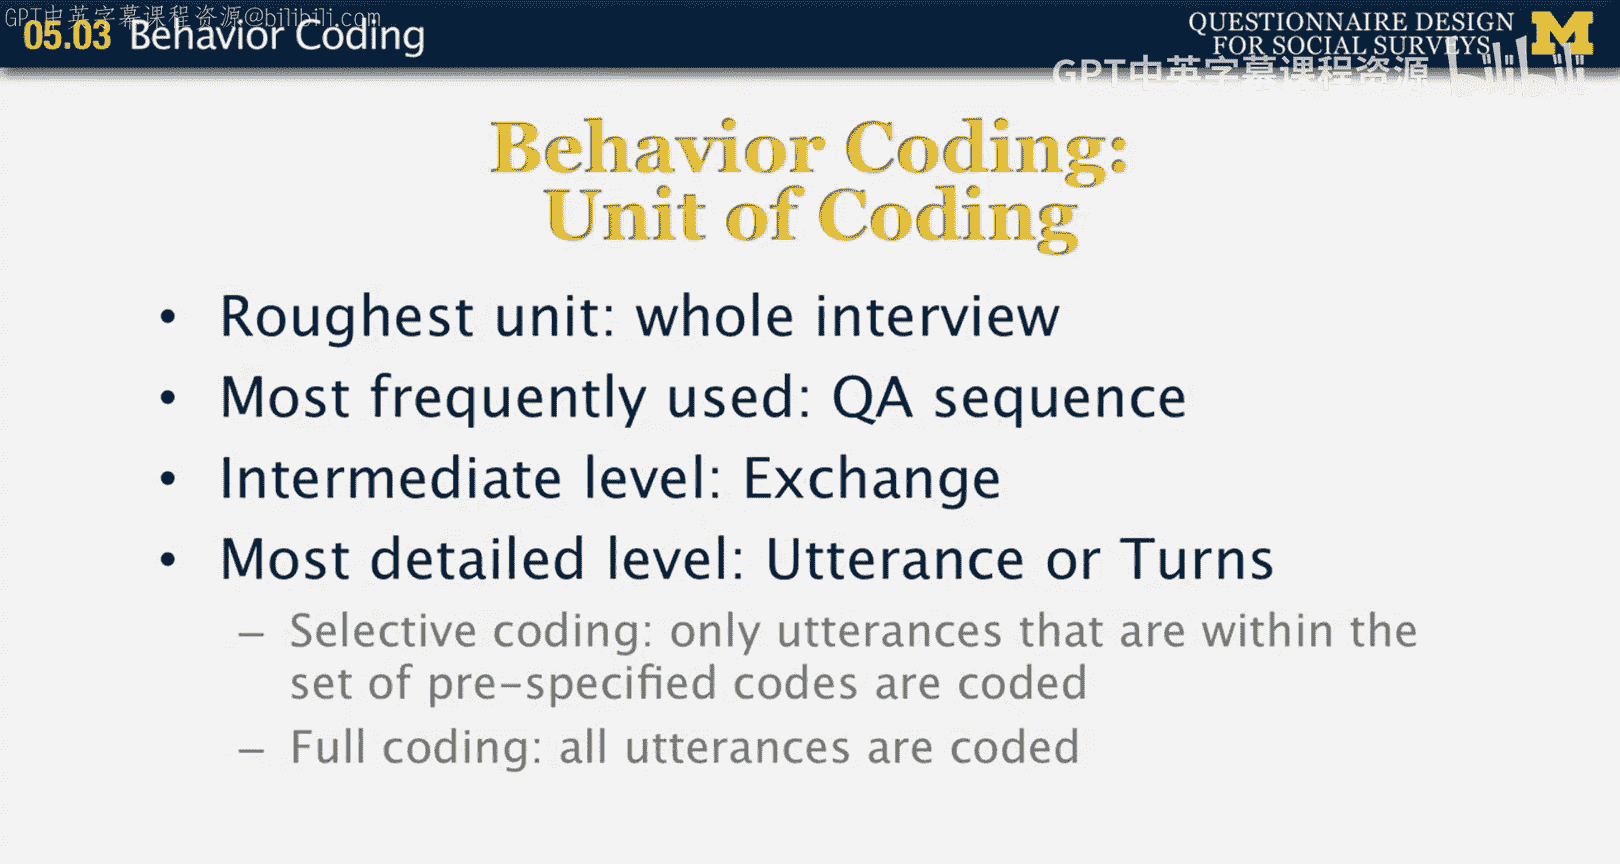 GPT中英字幕课程资源@bilibili.com
05.03 Behavior Coding
QUESTIONNAIRE DESIGN
FOR SOCIAL SURVEYS
M
GPT中英字幕课程资源 bilibili
Behavior Coding:
Unit of Coding
• Roughest unit: whole interview
• Most frequently used: QA sequence
• Intermediate level: Exchange
• Most detailed level: Utterance or Turns
– Selective coding: only utterances that are within the
set of pre-specified codes are coded
– Full coding: all utterances are coded